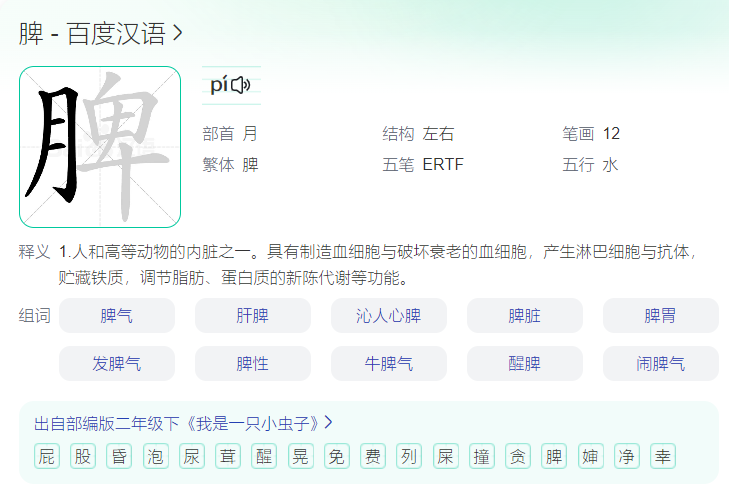 脾 - 百度汉语
脾
pí
部首 月 结构 左右 笔画 12
繁体 脾 五笔 ERTF 五行 水
释义 1.人和高等动物的内脏之一。具有制造血细胞与破坏衰老的血细胞，产生淋巴细胞与抗体，
贮藏铁质，调节脂肪、蛋白质的新陈代谢等功能。
组词 脾气 肝脾 沁人心脾 脾脏 脾胃
发脾气 脾性 牛脾气 醒脾 闹脾气
出自部编版二年级下《我是一只小虫子》
屁 股 昏 泡 尿 茸 醒 晃 免 费 列 屎 撞 贪 脾 婶 净 幸